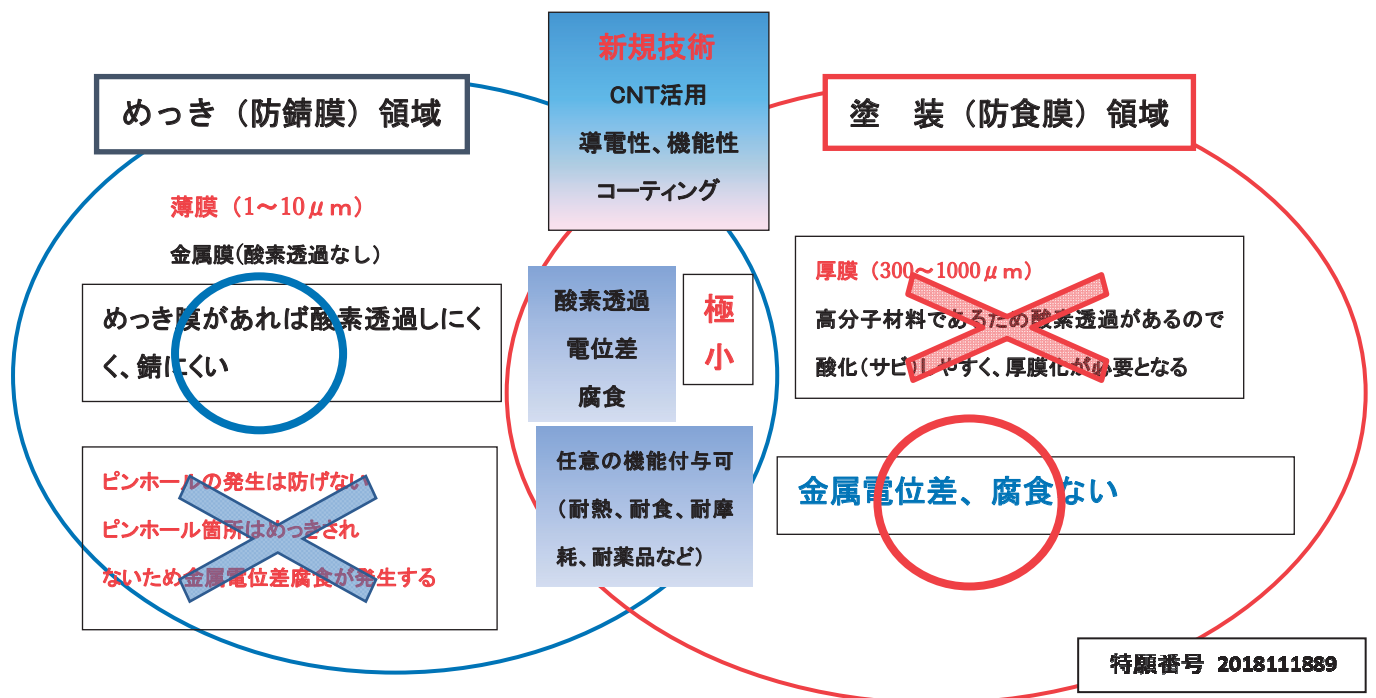 新規技術
CNT活用
導電性、機能性
コーティング
めっき（防錆膜）領域
薄膜（1～10μｍ）
金属膜(酸素透過なし)
めっき膜があれば酸素透過しにく
く、錆にくい
ピンホールの発生は防げない
ピンホール箇所はめっきされ
ないため金属電位差腐食が発生する
酸素透過
電位差
腐食
極
小
任意の機能付与可
（耐熱、耐食、耐摩
耗、耐薬品など）
塗　装（防食膜）領域
厚膜（300～1000μｍ）
高分子材料であるため酸素透過があるので
酸化(サビ)しやすく、厚膜化が必要となる
金属電位差、腐食ない
特願番号 2018111889